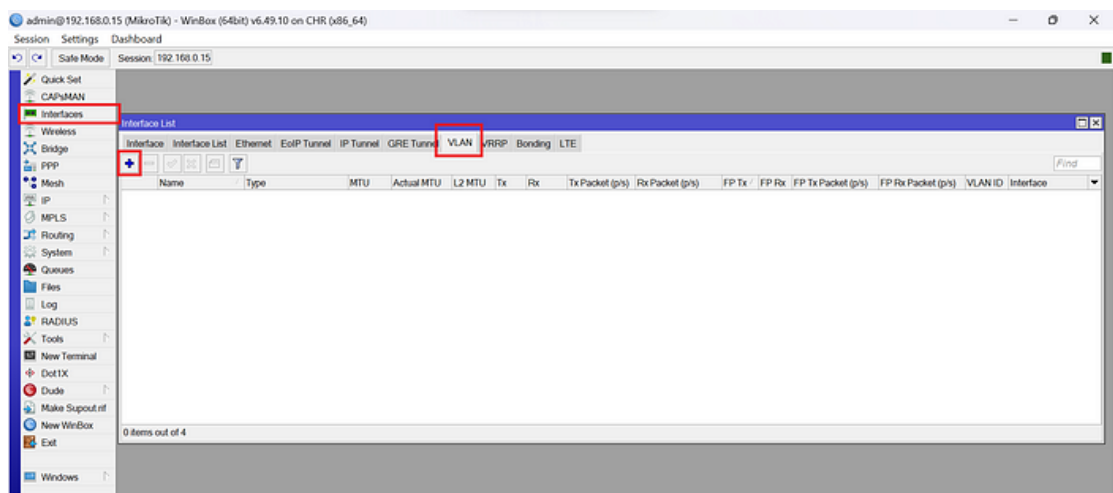 admin@192.168.0.15 (MikroTik) - WinBox (64bit) v6.49.10 on CHR (x86_64)
Session Settings Dashboard
Safe Mode Session: 192.168.0.15
Quick Set
CAPsMAN
Interfaces
Wireless
Bridge
PPP
Mesh
IP
MPLS
Routing
System
Queues
Files
Log
RADIUS
Tools
New Terminal
Dot1X
Dude
Make Supout.rif
New WinBox
Exit
Windows
Interface List
Interface Interface List Ethernet EoIP Tunnel IP Tunnel GRE Tunnel VLAN VRRP Bonding LTE
Find
Name Type MTU Actual MTU L2 MTU Tx Rx Tx Packet (p/s) Rx Packet (p/s) FP Tx FP Rx FP Tx Packet (p/s) FP Rx Packet (p/s) VLAN ID Interface
0 items out of 4